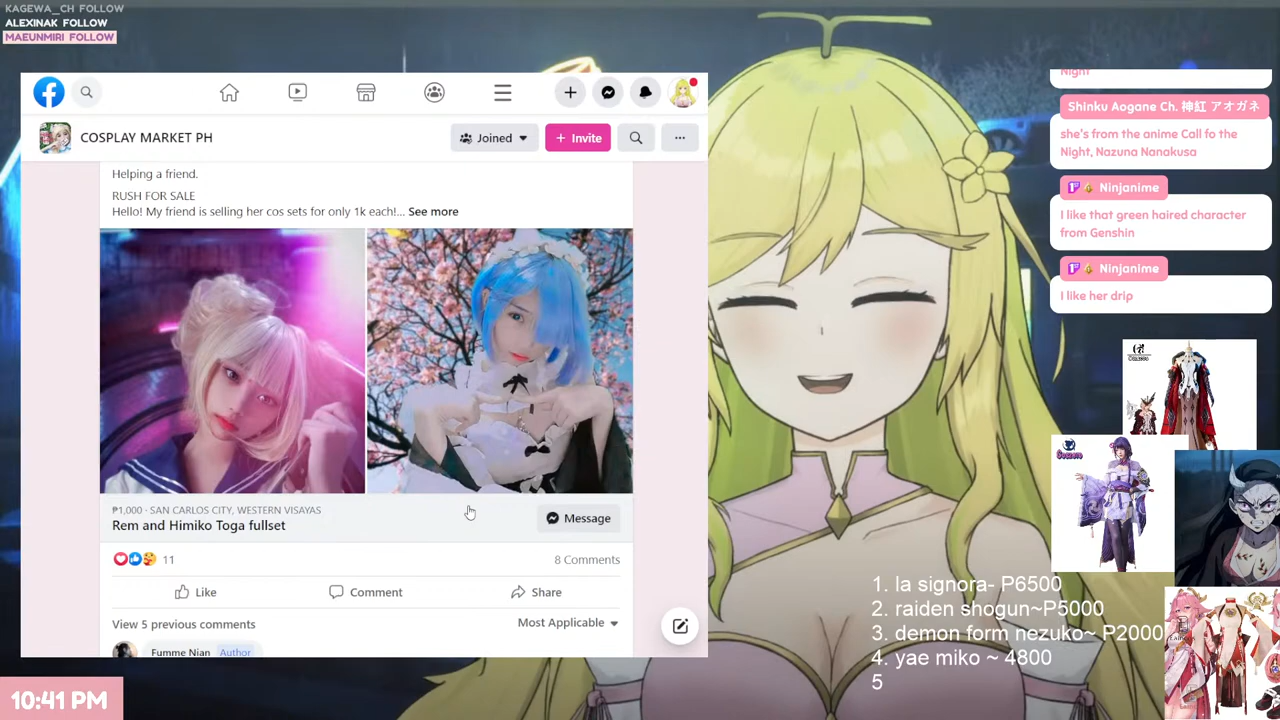 KAGEWA_CH FOLLOW
ALEXINAK FOLLOW
MAEUNMIRI FOLLOW
COSPLAY MARKET PH
Joined
+ Invite
Helping a friend.
RUSH FOR SALE
Hello! My friend is selling her cos sets for only 1k each!... See more
₱1,000 · SAN CARLOS CITY, WESTERN VISAYAS
Rem and Himiko Toga fullset
Message
11
8 Comments
Like
Comment
Share
View 5 previous comments
Most Applicable
Fumme Nian Author
10:41 PM
Night
Shinku Aogane Ch. 神紅 アオガネ
she's from the anime Call fo the
Night, Nazuna Nanakusa
Ninjanime
I like that green haired character
from Genshin
Ninjanime
I like her drip
1. la signora- P6500
2. raiden shogun~P5000
3. demon form nezuko~ P2000
4. yae miko ~ 4800
5